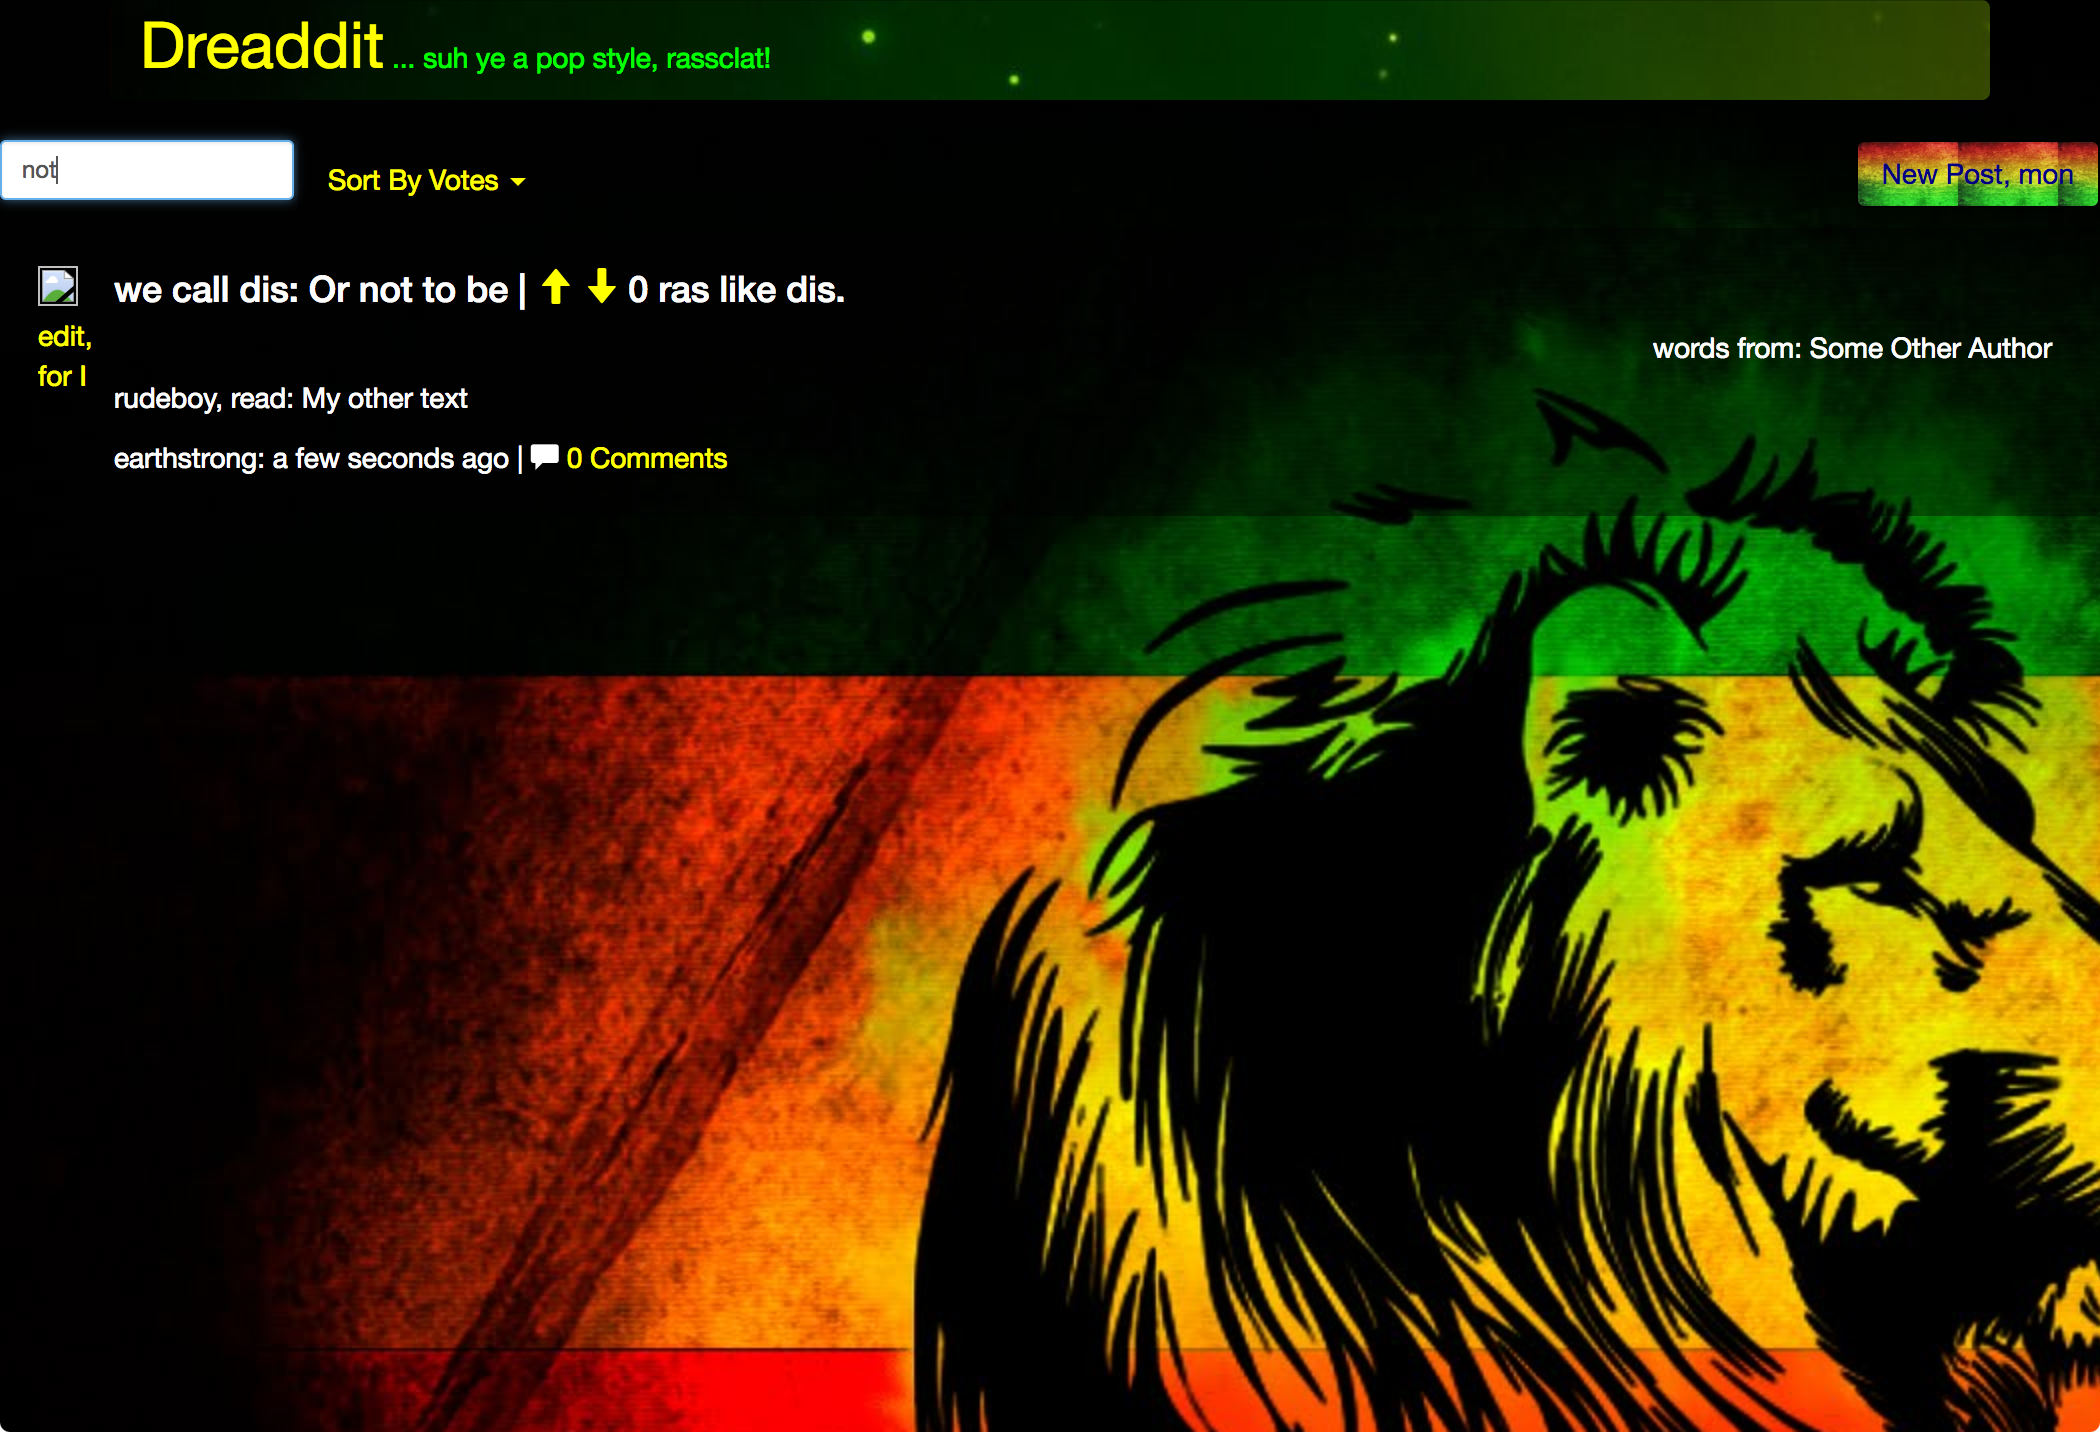 Dreaddit ... suh ye a pop style, rassclat!
not
Sort By Votes
New Post, mon
we call dis: Or not to be | 0 ras like dis.
edit,
for I
words from: Some Other Author
rudeboy, read: My other text
earthstrong: a few seconds ago | 0 Comments